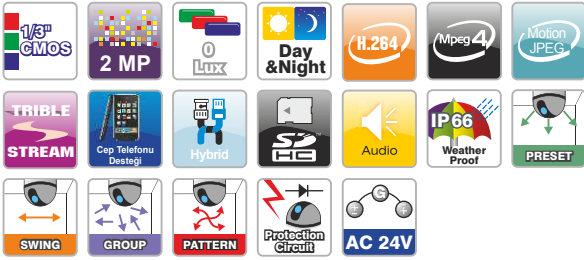 1/3"
CMOS
2 MP
0
Lux
Day
&Night
H.264
Mpeg4
Motion
JPEG
TRIBLE
STREAM
Cep Telefonu
Desteği
Hybrid
SD
HC
Audio
IP66
Weather
Proof
PRESET
SWING
GROUP
PATTERN
Protection
Circuit
G
AC 24V